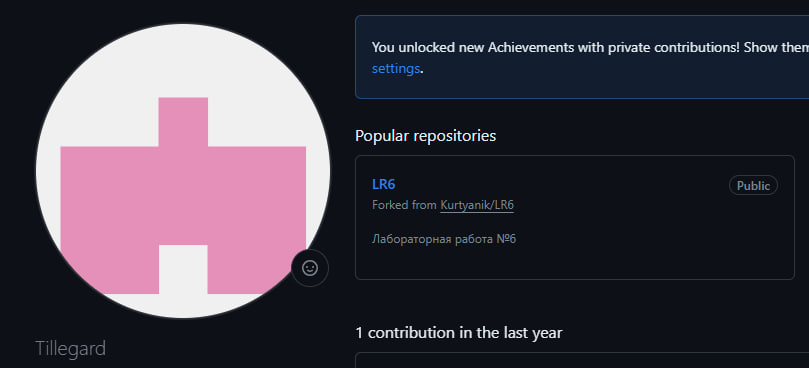 You unlocked new Achievements with private contributions! Show them
settings.
Popular repositories
LR6
Public
Forked from Kurtyanik/LR6
Лабораторная работа №6
1 contribution in the last year
Tillegard